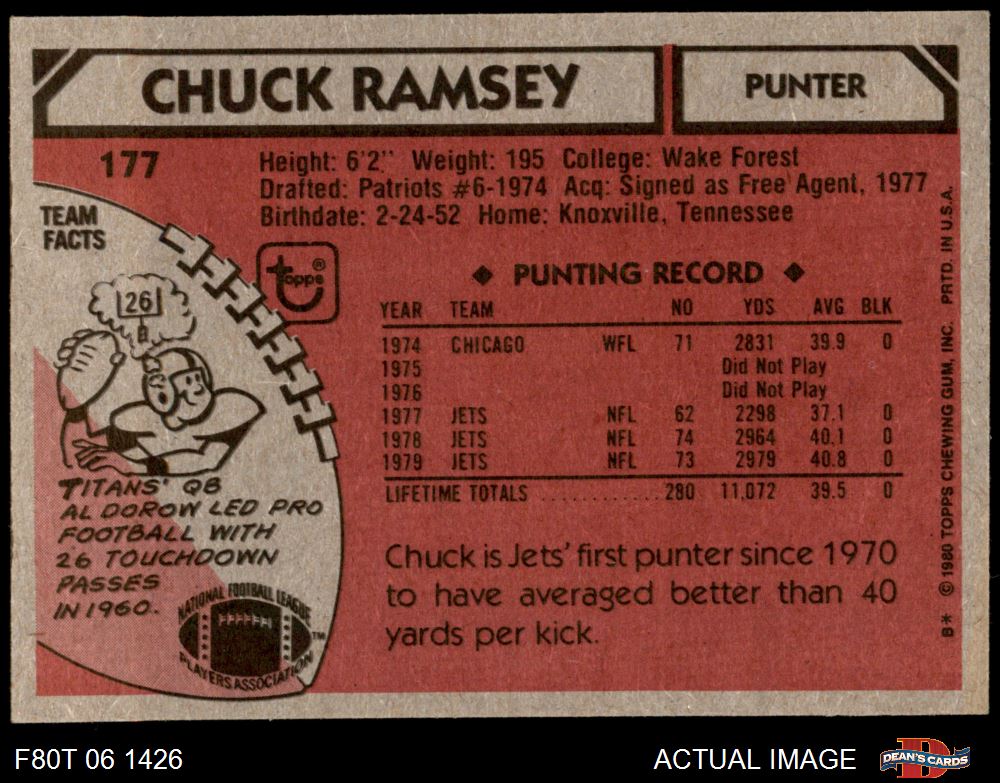 CHUCK RAMSEY
PUNTER
177
Height: 6'2" Weight: 195 College: Wake Forest
Drafted: Patriots #6-1974 Acq: Signed as Free Agent, 1977
Birthdate: 2-24-52 Home: Knoxville, Tennessee
TEAM
FACTS
26
topps®
◆ PUNTING RECORD ◆
YEAR TEAM NO YDS AVG BLK
1974 CHICAGO WFL 71 2831 39.9 0
1975 Did Not Play
1976 Did Not Play
1977 JETS NFL 62 2298 37.1 0
1978 JETS NFL 74 2964 40.1 0
1979 JETS NFL 73 2979 40.8 0
LIFETIME TOTALS ............ 280 11,072 39.5 0
TITANS' QB
AL DOROW LED PRO
FOOTBALL WITH
26 TOUCHDOWN
PASSES
IN 1960.
NATIONAL FOOTBALL LEAGUE
PLAYERS ASSOCIATION
™
Chuck is Jets' first punter since 1970
to have averaged better than 40
yards per kick.
B* © 1980 TOPPS CHEWING GUM, INC. PRTD. IN U.S.A.
F80T 06 1426
ACTUAL IMAGE
DEAN'S CARDS